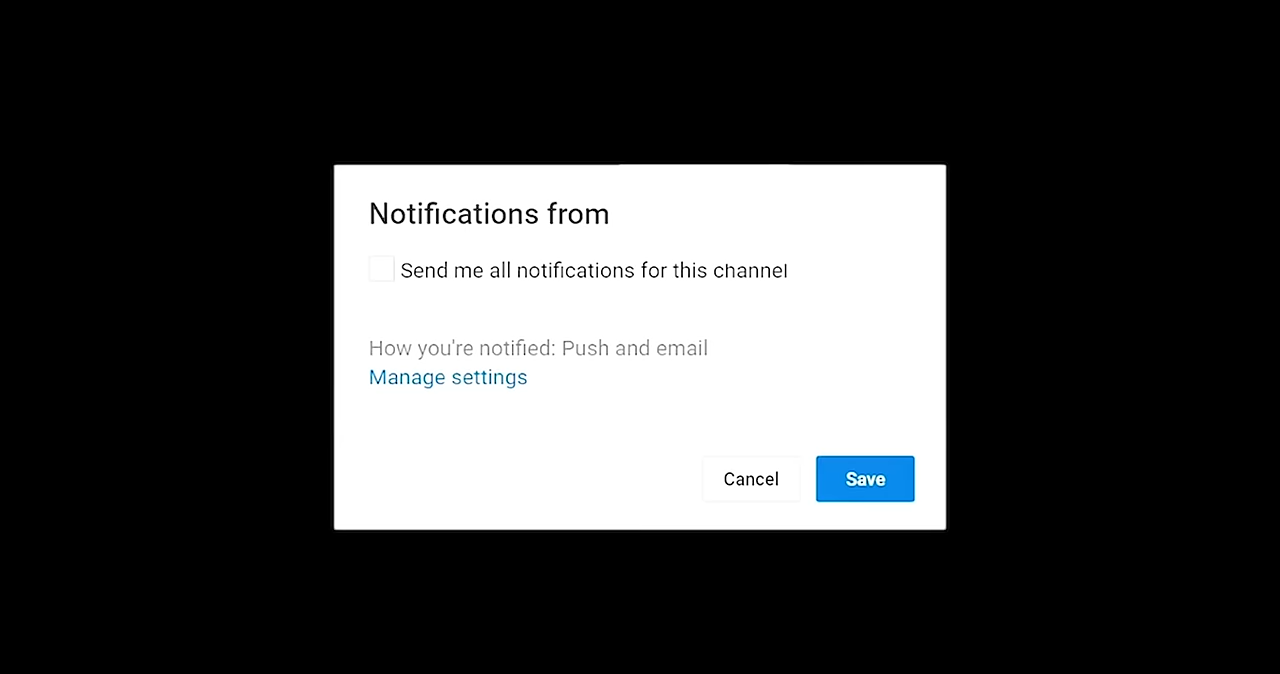 Notifications from
Send me all notifications for this channel
How you're notified: Push and email
Manage settings
Cancel
Save